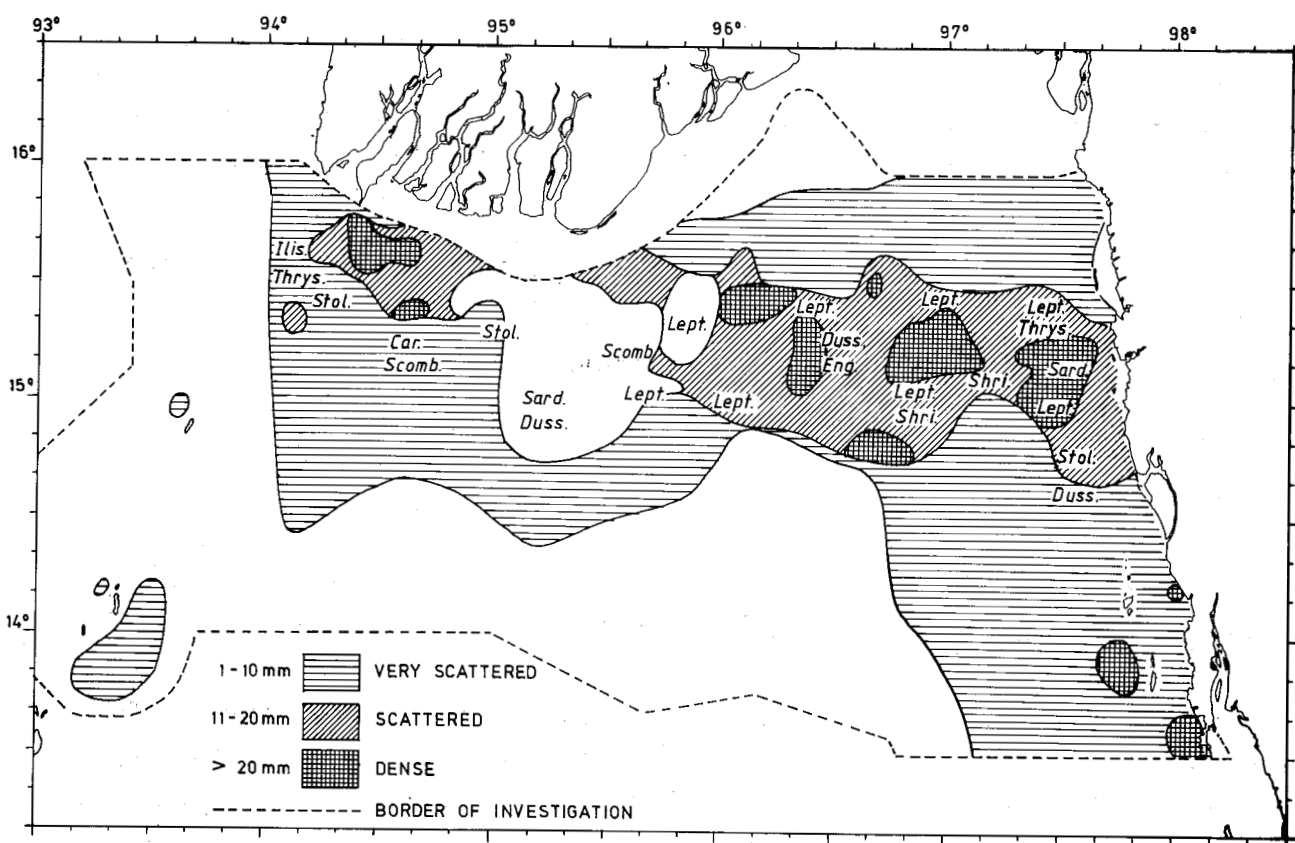 93° 94° 95° 96° 97° 98°
16°
15°
14°
Ilis.
Thrys.
Stol.
Car.
Scomb.
Stol.
Sard.
Duss.
Scomb.
Lept.
Lept.
Lept.
Lept.
Duss.
Eng.
Lept.
Lept.
Shri.
Shri.
Lept.
Thrys.
Sard.
Lept.
Stol.
Duss.
1-10 mm VERY SCATTERED
11-20 mm SCATTERED
> 20 mm DENSE
BORDER OF INVESTIGATION